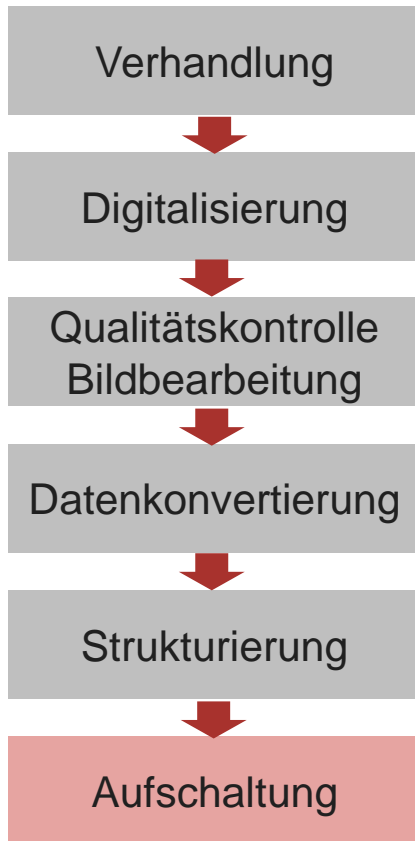 Verhandlung
Digitalisierung
Qualitätskontrolle
Bildbearbeitung
Datenkonvertierung
Strukturierung
Aufschaltung